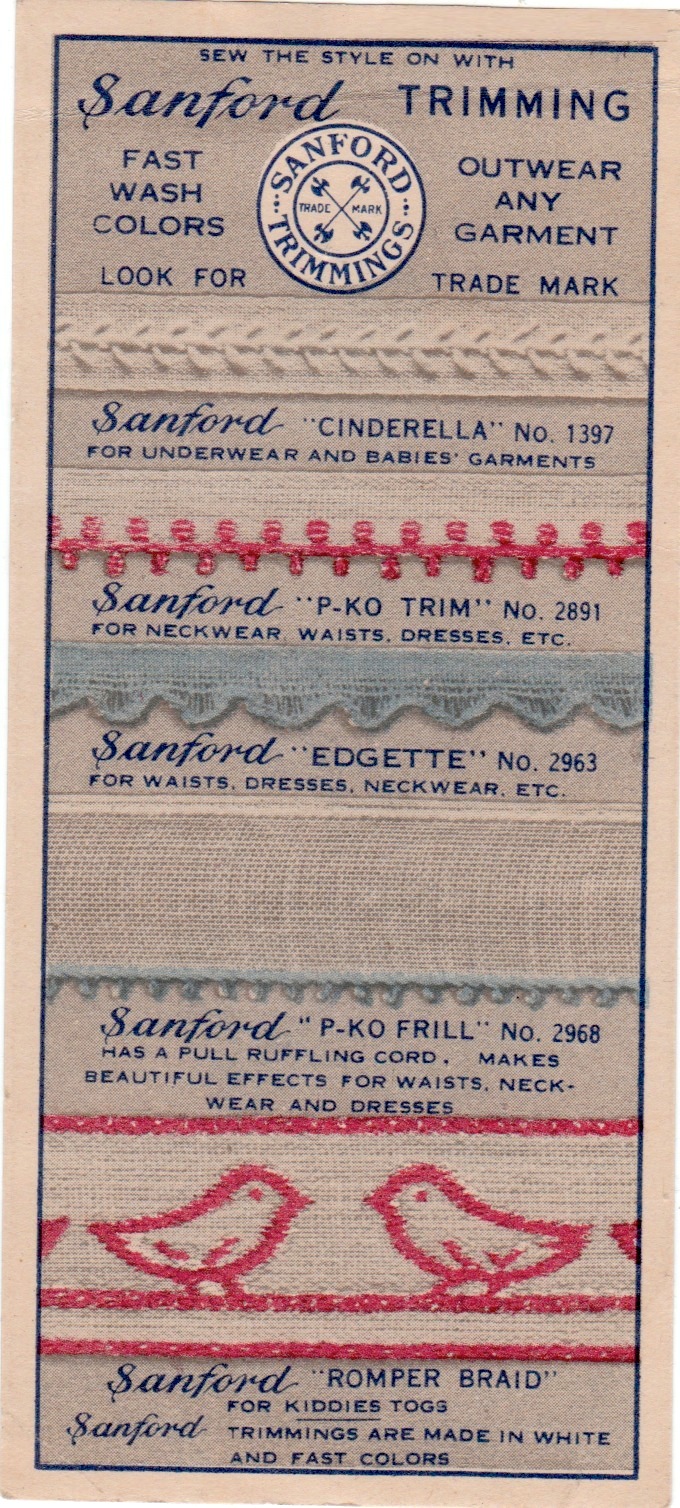 SEW THE STYLE ON WITH
Sanford TRIMMING
FAST
WASH
COLORS
SANFORD
TRADE MARK
TRIMMINGS
OUTWEAR
ANY
GARMENT
LOOK FOR TRADE MARK
Sanford "CINDERELLA" No. 1397
FOR UNDERWEAR AND BABIES' GARMENTS
Sanford "P-KO TRIM" No. 2891
FOR NECKWEAR, WAISTS, DRESSES, ETC.
Sanford "EDGETTE" No. 2963
FOR WAISTS, DRESSES, NECKWEAR, ETC.
Sanford "P-KO FRILL" No. 2968
HAS A PULL RUFFLING CORD. MAKES
BEAUTIFUL EFFECTS FOR WAISTS, NECK-
WEAR AND DRESSES
Sanford "ROMPER BRAID"
FOR KIDDIES TOGS
Sanford TRIMMINGS ARE MADE IN WHITE
AND FAST COLORS